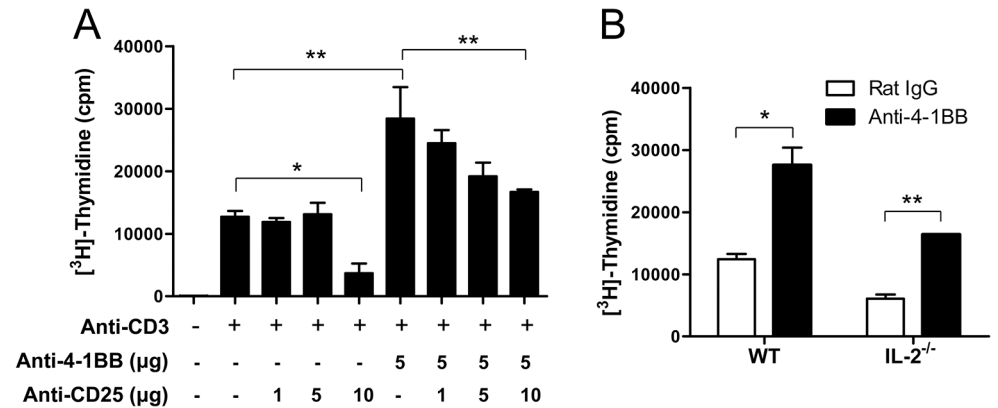 A
[³H]-Thymidine (cpm)
40000
30000
20000
10000
0
**
**
*
Anti-CD3 - + + + + + + + +
Anti-4-1BB (µg) - - - - - 5 5 5 5
Anti-CD25 (µg) - - 1 5 10 - 1 5 10
B
[³H]-Thymidine (cpm)
40000
30000
20000
10000
0
Rat IgG
Anti-4-1BB
*
**
WT IL-2⁻/⁻